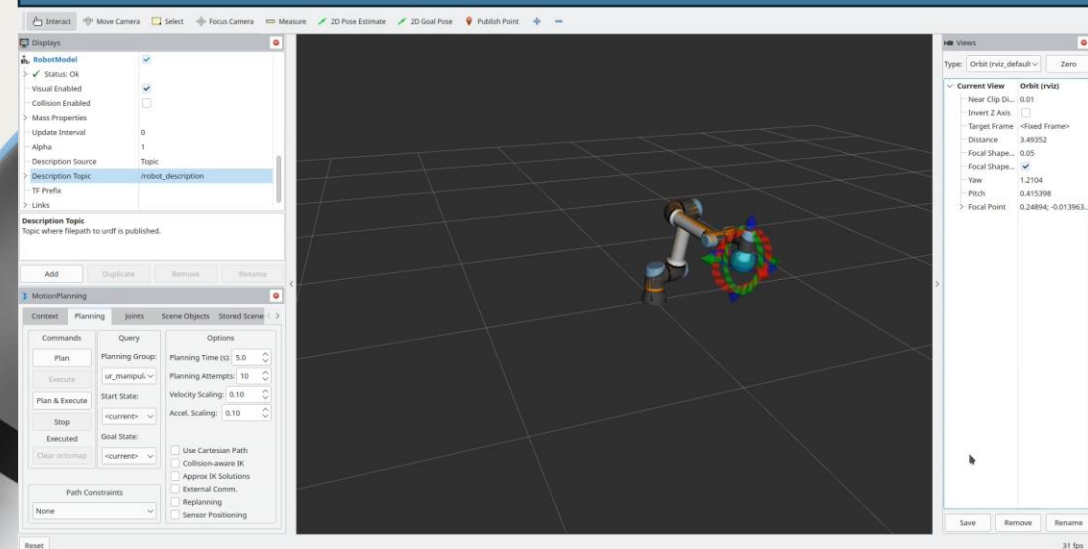 Interact Move Camera Select Focus Camera Measure 2D Pose Estimate 2D Goal Pose Publish Point
Displays
RobotModel
Status: Ok
Visual Enabled
Collision Enabled
Mass Properties
Update Interval 0
Alpha 1
Description Source Topic
Description Topic /robot_description
TF Prefix
Links
Description Topic
Topic where filepath to urdf is published.
Add Duplicate Remove Rename
MotionPlanning
Context Planning Joints Scene Objects Stored Scene
Commands Query Options
Plan Planning Group: Planning Time (s): 5.0
Execute ur_manipul Planning Attempts: 10
Plan & Execute Start State: Velocity Scaling: 0.10
Stop <current> Accel. Scaling: 0.10
Executed Goal State:
Clear octomap <current> Use Cartesian Path
Collision-aware IK
Approx IK Solutions
External Comm.
Replanning
Sensor Positioning
Path Constraints
None
Reset
Views
Type: Orbit (rviz_default Zero
Current View Orbit (rviz)
Near Clip Di... 0.01
Invert Z Axis
Target Frame <Fixed Frame>
Distance 3.49352
Focal Shape... 0.05
Focal Shape...
Yaw 1.2104
Pitch 0.415398
Focal Point 0.24894; -0.013963...
Save Remove Rename
31 fps